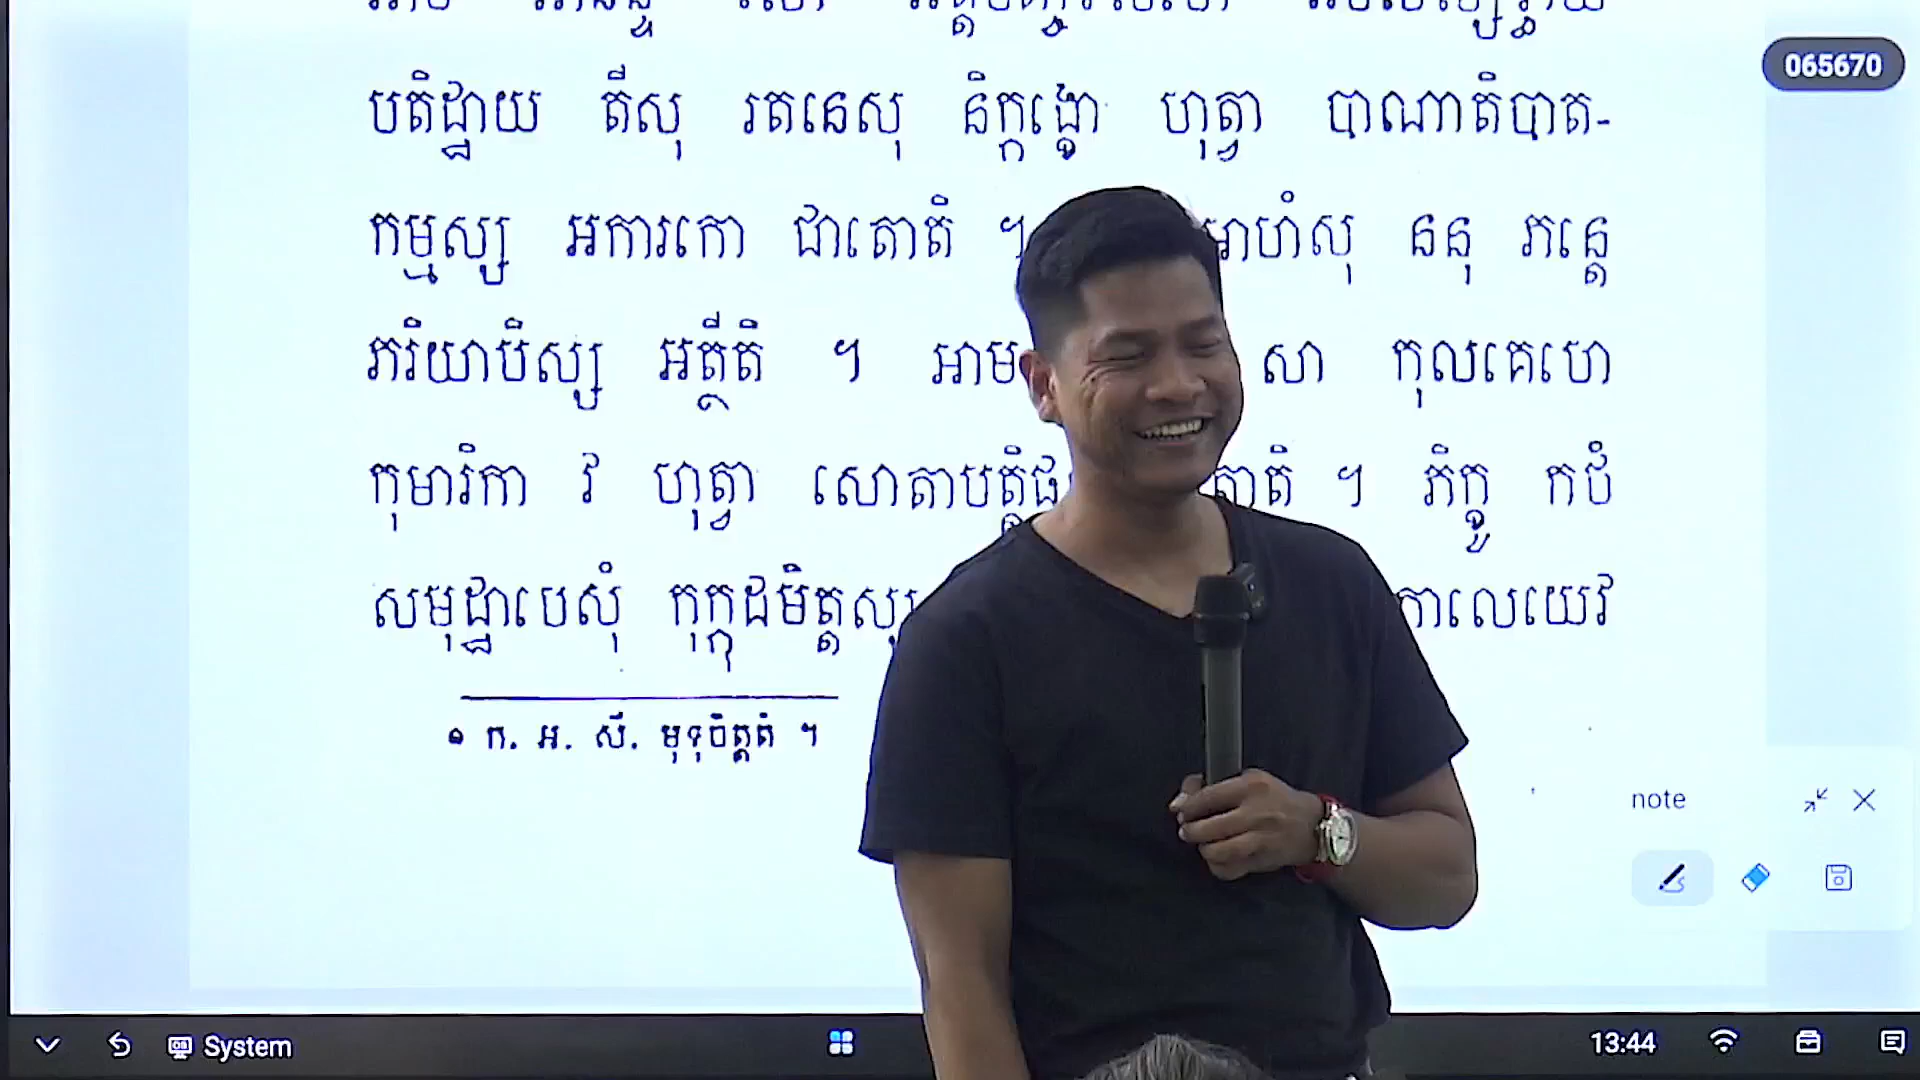 065670
បតិដ្ឋាយ តីសុ រតនេសុ និក្កង្ខោ ហុត្វា បាណាតិបាត-
កម្មស្ស អការកោ ជាតោតិ ។ អាហំសុ ននុ ភន្តេ
ភរិយាបិស្ស អត្ថីតិ ។ អាម សា កុលគេហេ
កុមារិកា វ ហុត្វា សោតាបត្តិផ ។ ភិក្ខូ កថំ
សមុដ្ឋាបេសុំ កុក្កុដមិត្តស កាលេយេវ
១ ក. អ. សី. មុទុចិត្តតំ ។
note
System
13:44